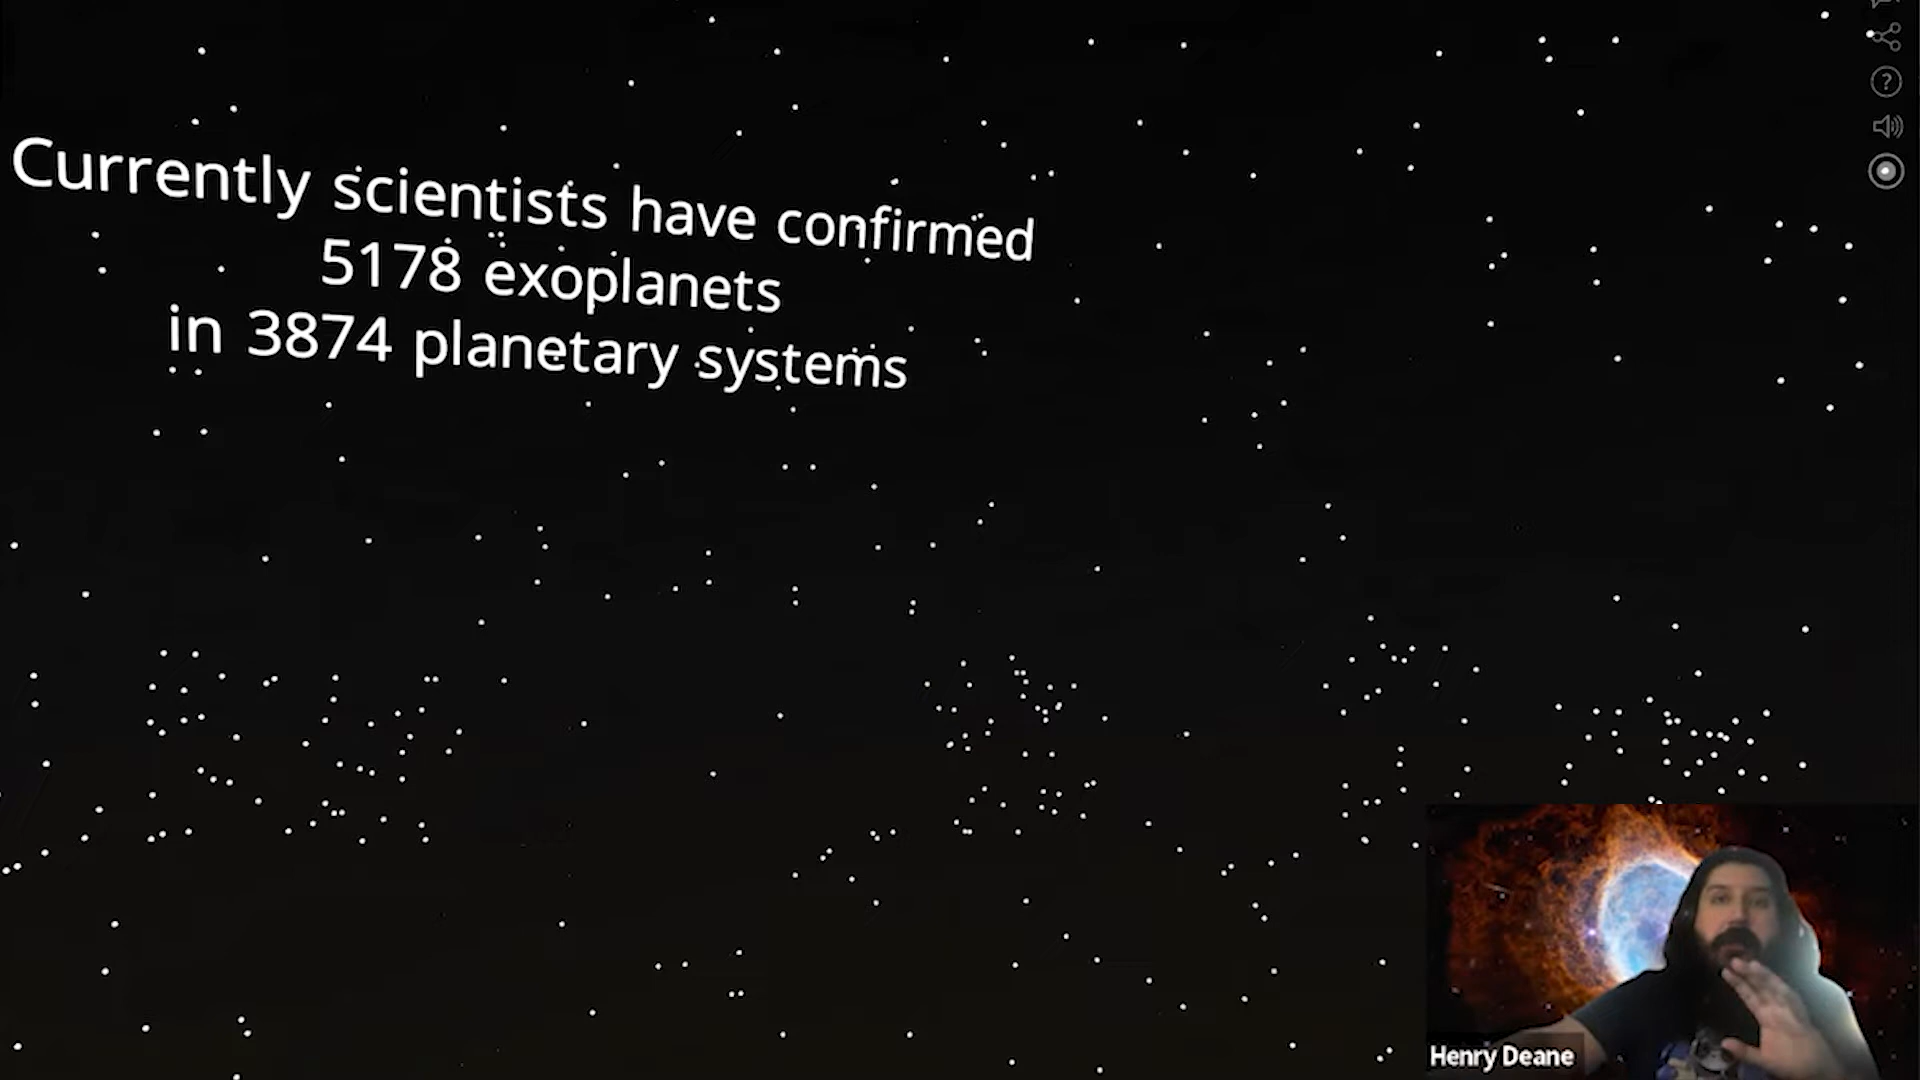 Currently scientists have confirmed
5178 exoplanets
in 3874 planetary systems
?
Henry Deane